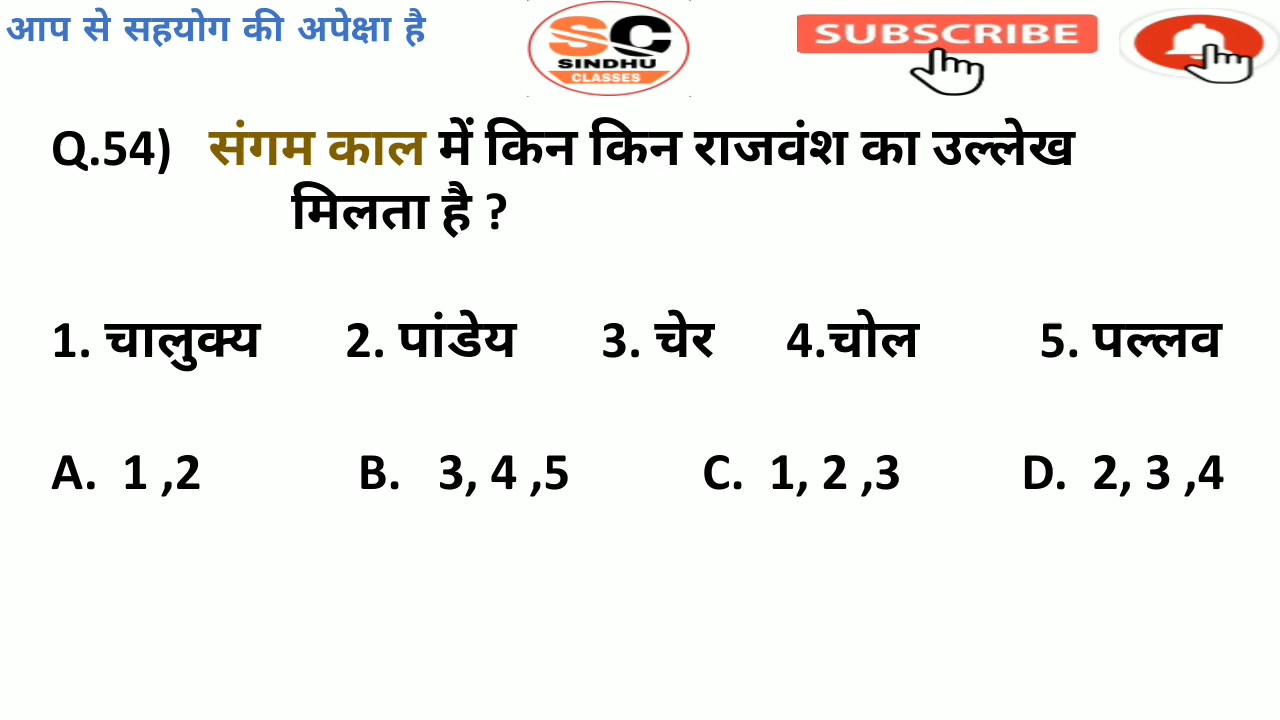 आप से सहयोग की अपेक्षा है
SC
SINDHU
CLASSES
SUBSCRIBE
Q.54) संगम काल में किन किन राजवंश का उल्लेख
मिलता है ?
1. चालुक्य 2. पांडेय 3. चेर 4.चोल 5. पल्लव
A. 1 ,2 B. 3, 4 ,5 C. 1, 2 ,3 D. 2, 3 ,4